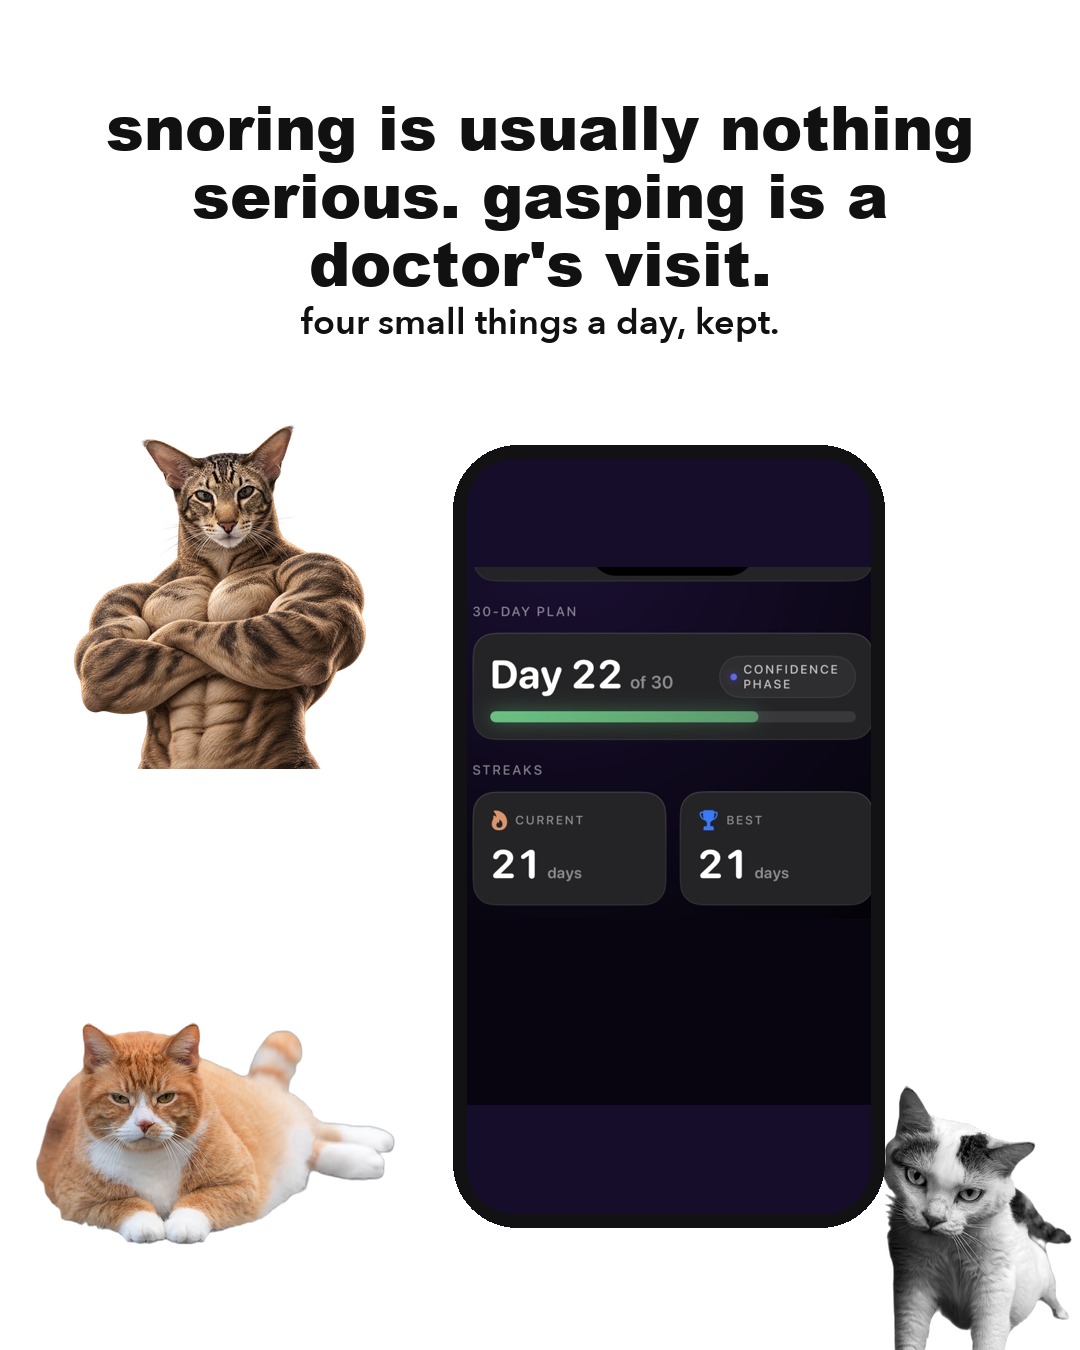 snoring is usually nothing
serious. gasping is a
doctor's visit.
four small things a day, kept.
30-DAY PLAN
Day 22 of 30
CONFIDENCE
PHASE
STREAKS
CURRENT
21 days
BEST
21 days